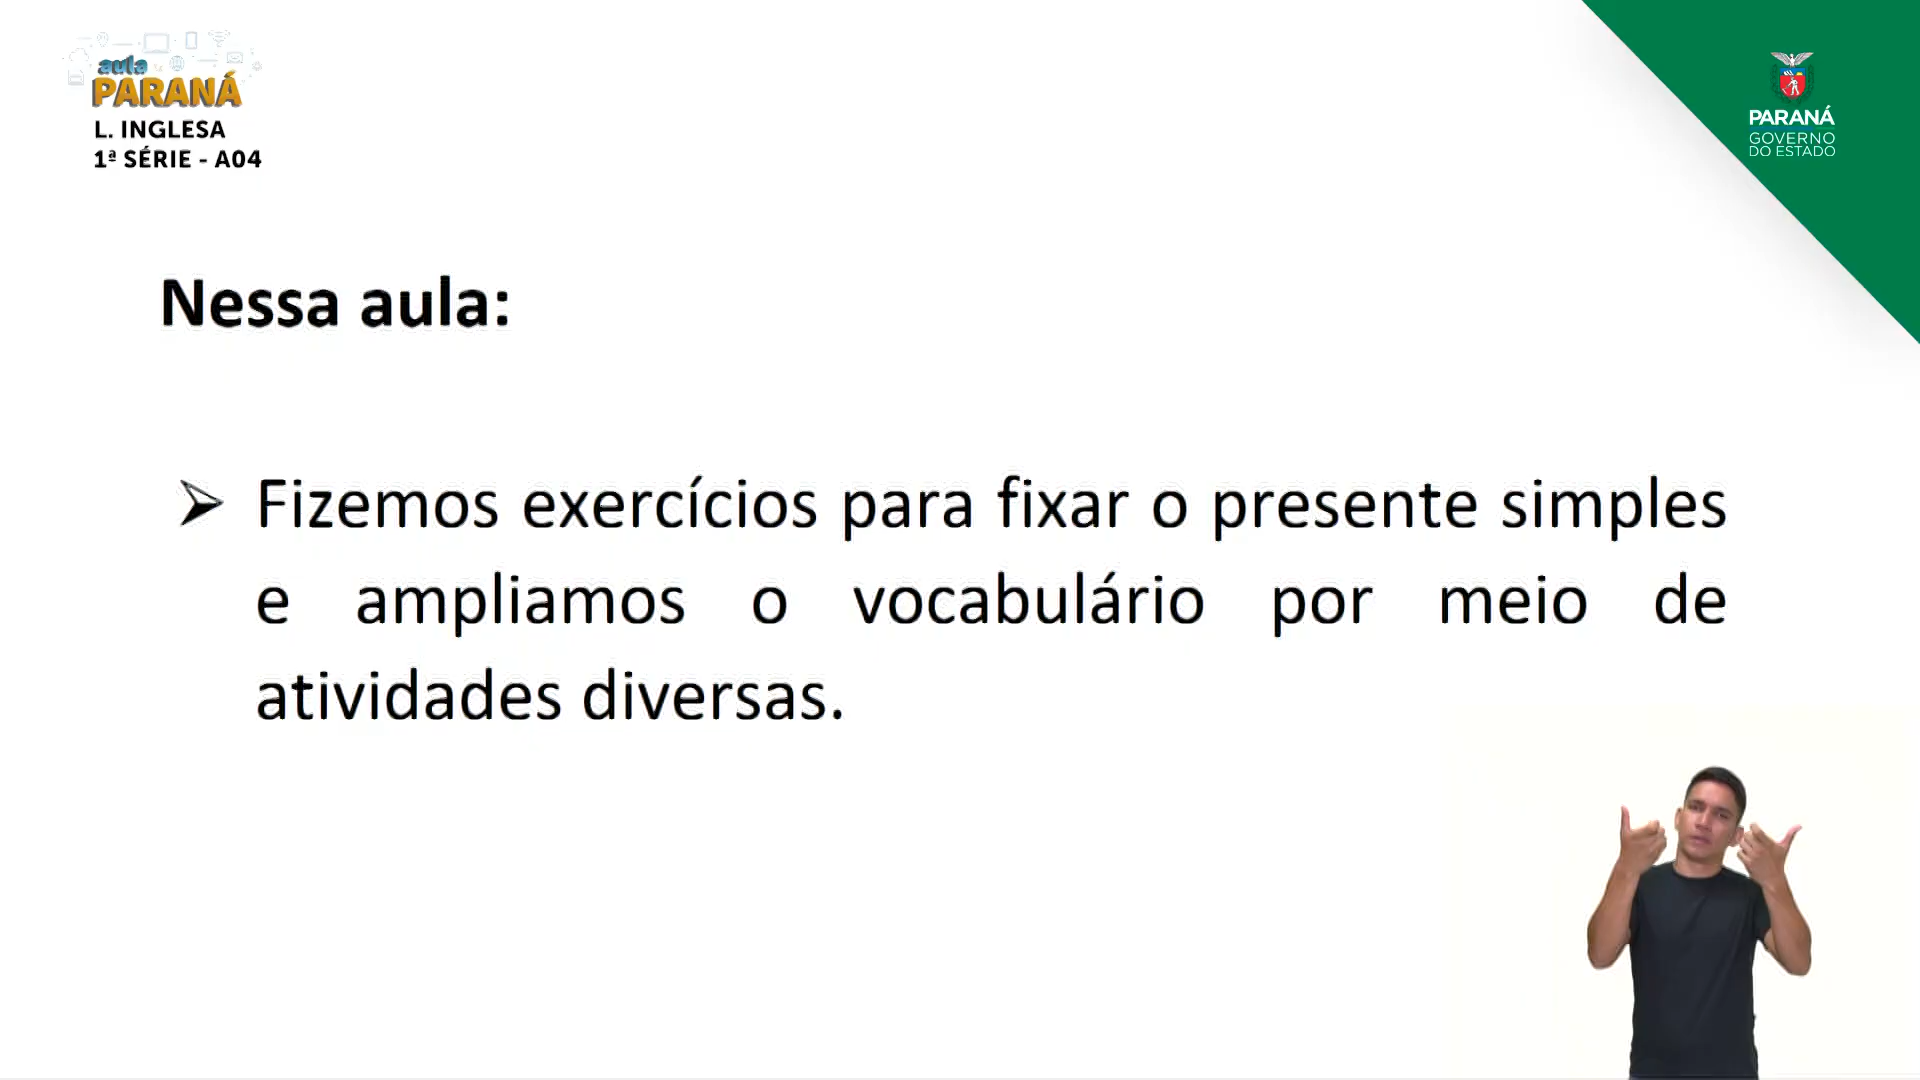 aula
PARANÁ
L. INGLESA
1ª SÉRIE - A04
PARANÁ
GOVERNO
DO ESTADO
Nessa aula:
➢ Fizemos exercícios para fixar o presente simples
e ampliamos o vocabulário por meio de
atividades diversas.